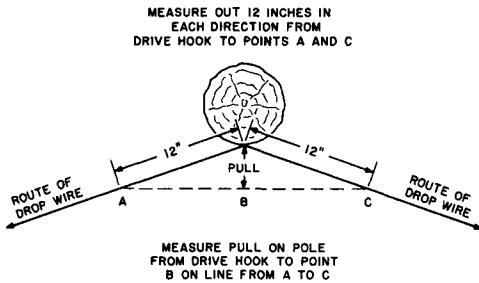 MEASURE OUT 12 INCHES IN
EACH DIRECTION FROM
DRIVE HOOK TO POINTS A AND C
12"
12"
PULL
ROUTE OF
DROP WIRE
A
B
C
ROUTE OF
DROP WIRE
MEASURE PULL ON POLE
FROM DRIVE HOOK TO POINT
B ON LINE FROM A TO C